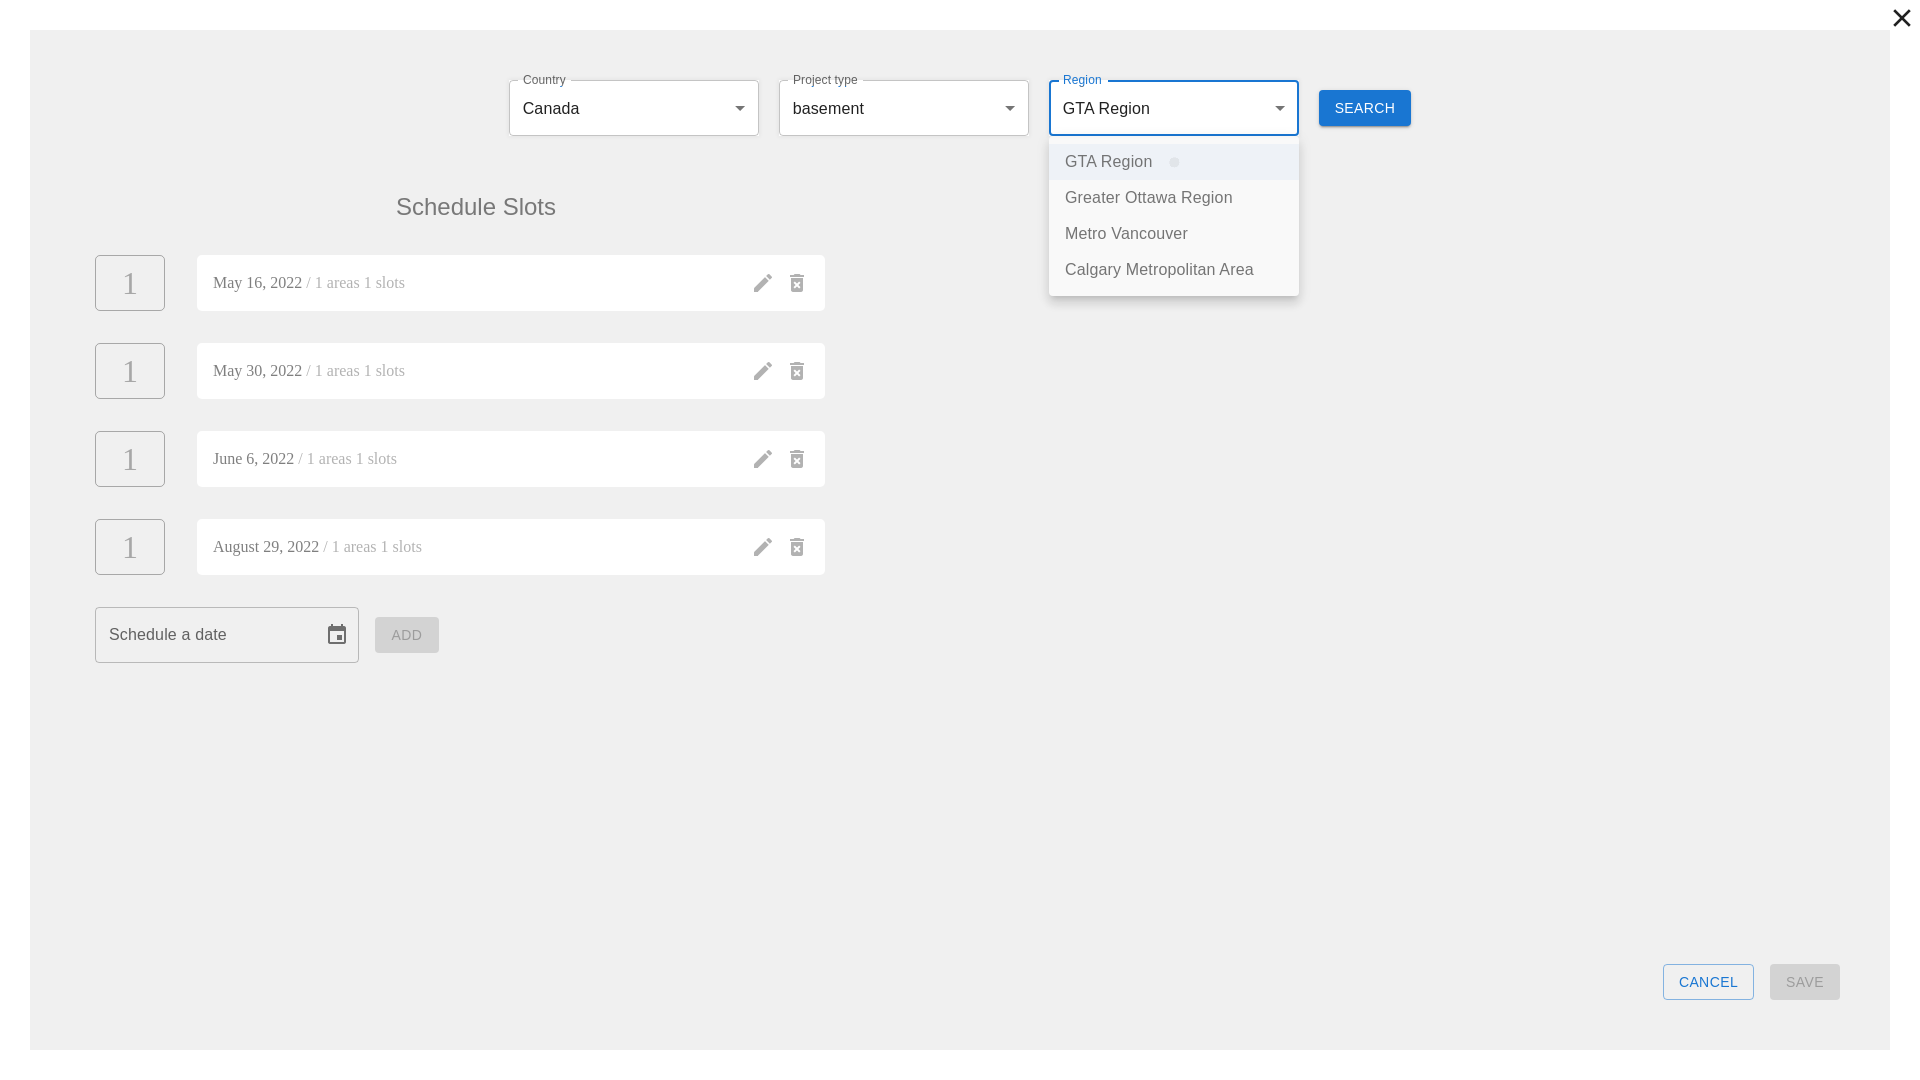 Country
Canada
Project type
basement
Region
GTA Region
SEARCH
GTA Region
Greater Ottawa Region
Metro Vancouver
Calgary Metropolitan Area
Schedule Slots
1
May 16, 2022 / 1 areas 1 slots
1
May 30, 2022 / 1 areas 1 slots
1
June 6, 2022 / 1 areas 1 slots
1
August 29, 2022 / 1 areas 1 slots
Schedule a date
ADD
CANCEL
SAVE